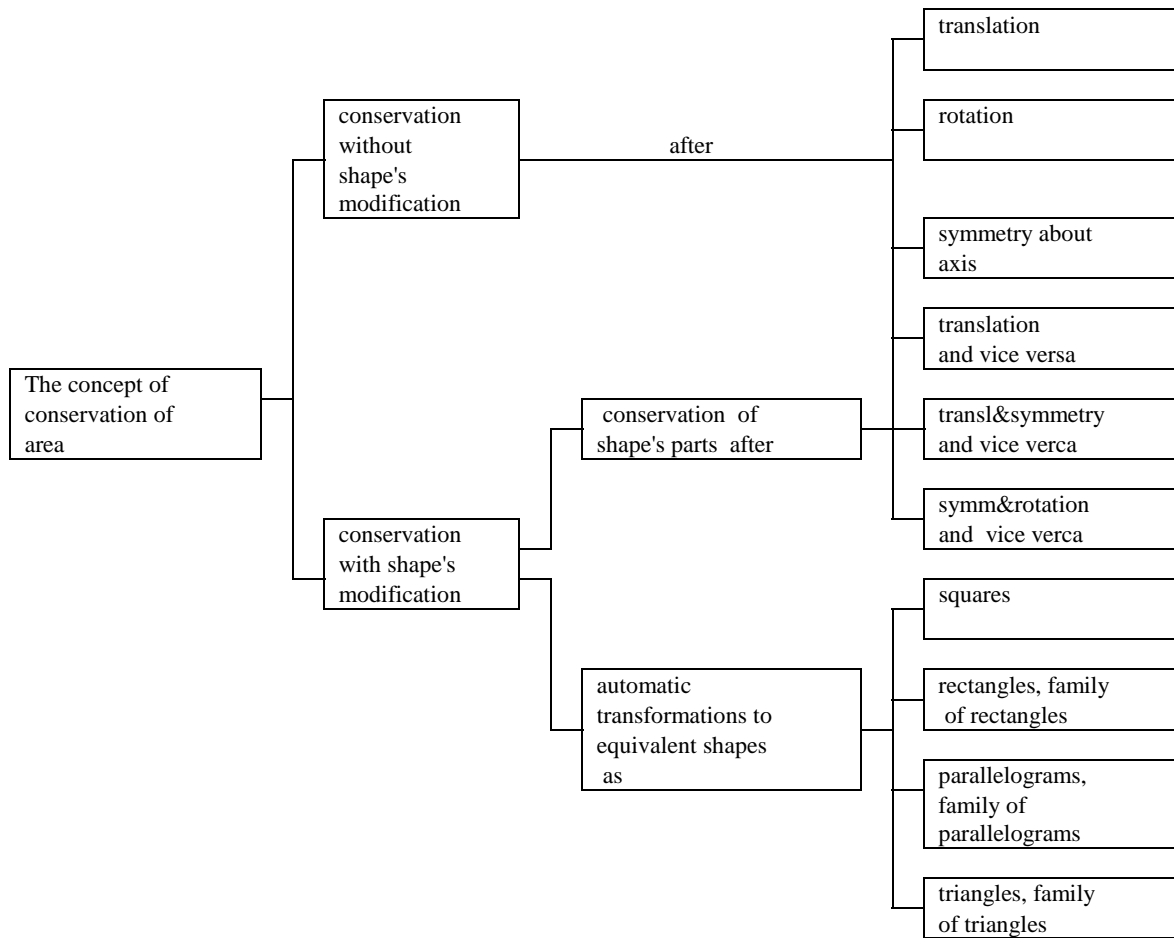 translation
conservation
without
shape's
modification
after
rotation
symmetry about
axis
translation
and vice versa
The concept of
conservation of
area
conservation of
shape's parts after
transl&symmetry
and vice verca
symm&rotation
and vice verca
conservation
with shape's
modification
squares
automatic
transformations to
equivalent shapes
as
rectangles, family
of rectangles
parallelograms,
family of
parallelograms
triangles, family
of triangles